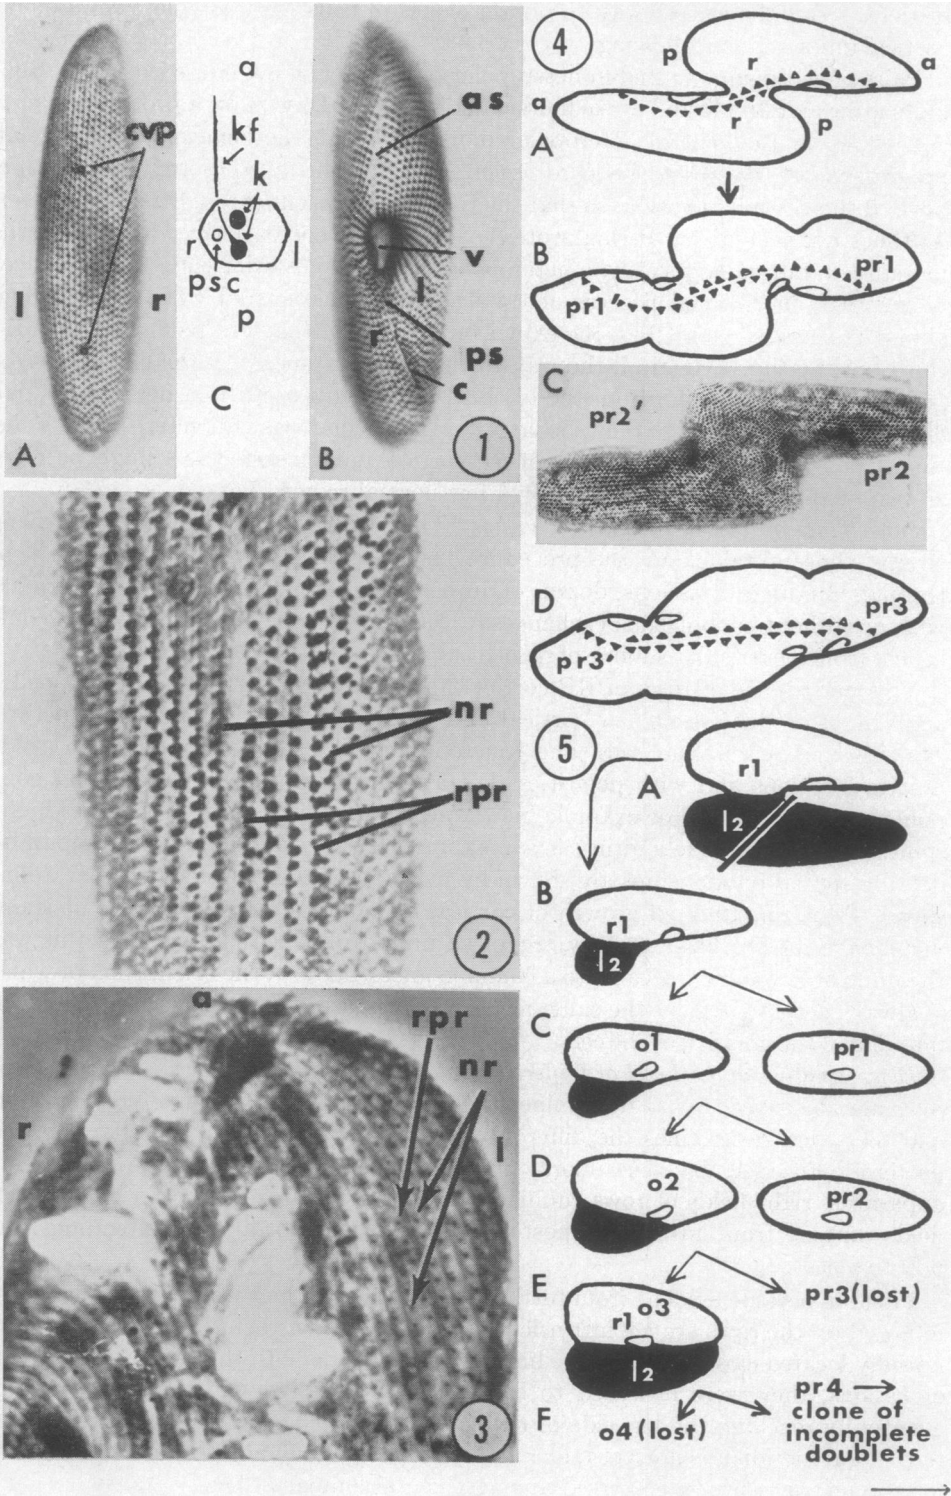 cvp
l
r
A
a
kf
k
r
l
psc
p
C
as
v
l
r
ps
c
B
1
nr
rpr
2
a
rpr
nr
r
l
3
4
p
r
a
a
r
p
A
B
pr1
pr1'
C
pr2'
pr2
D
pr3
pr3'
5
A
r1
l2
B
r1
l2
C
o1
pr1
D
o2
pr2
E
o3
r1
l2
pr3(lost)
F
o4(lost)
pr4 →
clone of
incomplete
doublets